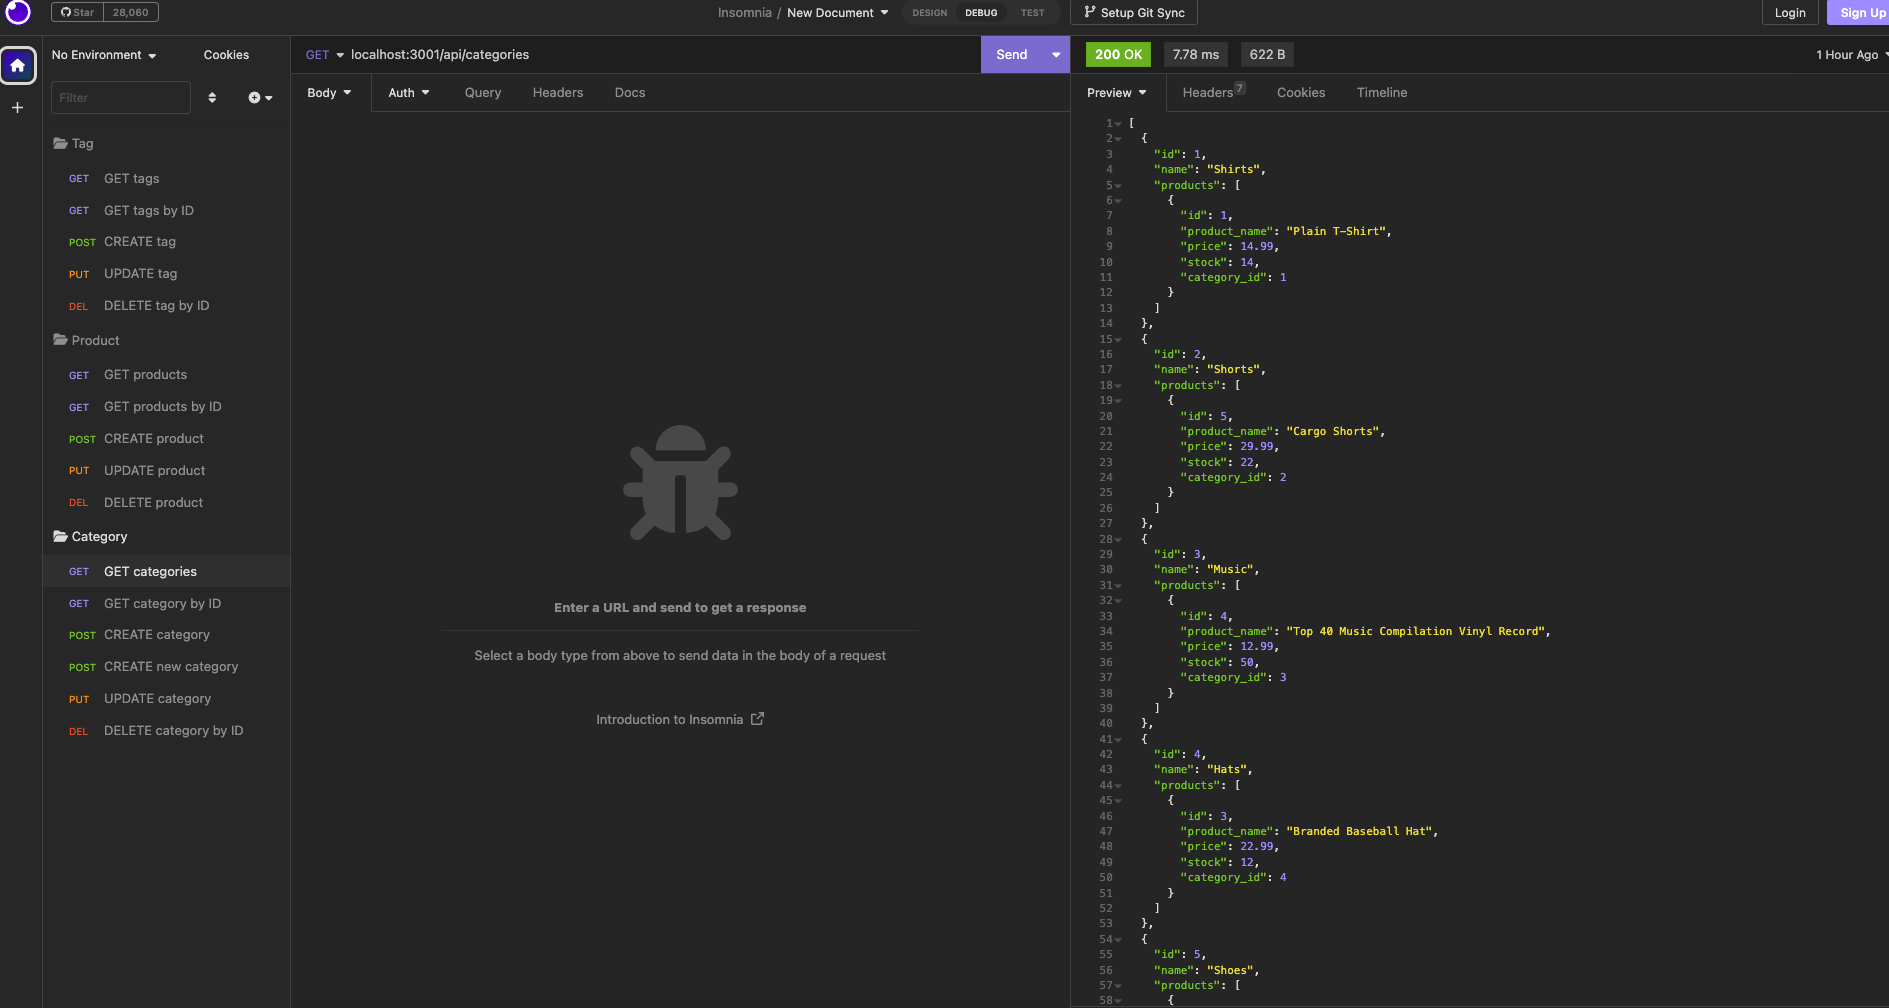 Star 28,060
Insomnia / New Document
DESIGN DEBUG TEST
Setup Git Sync
Login
Sign Up
No Environment
Cookies
Filter
Tag
GET GET tags
GET GET tags by ID
POST CREATE tag
PUT UPDATE tag
DEL DELETE tag by ID
Product
GET GET products
GET GET products by ID
POST CREATE product
PUT UPDATE product
DEL DELETE product
Category
GET GET categories
GET GET category by ID
POST CREATE category
POST CREATE new category
PUT UPDATE category
DEL DELETE category by ID
GET localhost:3001/api/categories
Send
Body Auth Query Headers Docs
Enter a URL and send to get a response
Select a body type from above to send data in the body of a request
Introduction to Insomnia
200 OK 7.78 ms 622 B 1 Hour Ago
Preview Headers 7 Cookies Timeline
1 [
2 {
3 "id": 1,
4 "name": "Shirts",
5 "products": [
6 {
7 "id": 1,
8 "product_name": "Plain T-Shirt",
9 "price": 14.99,
10 "stock": 14,
11 "category_id": 1
12 }
13 ]
14 },
15 {
16 "id": 2,
17 "name": "Shorts",
18 "products": [
19 {
20 "id": 5,
21 "product_name": "Cargo Shorts",
22 "price": 29.99,
23 "stock": 22,
24 "category_id": 2
25 }
26 ]
27 },
28 {
29 "id": 3,
30 "name": "Music",
31 "products": [
32 {
33 "id": 4,
34 "product_name": "Top 40 Music Compilation Vinyl Record",
35 "price": 12.99,
36 "stock": 50,
37 "category_id": 3
38 }
39 ]
40 },
41 {
42 "id": 4,
43 "name": "Hats",
44 "products": [
45 {
46 "id": 3,
47 "product_name": "Branded Baseball Hat",
48 "price": 22.99,
49 "stock": 12,
50 "category_id": 4
51 }
52 ]
53 },
54 {
55 "id": 5,
56 "name": "Shoes",
57 "products": [
58 {